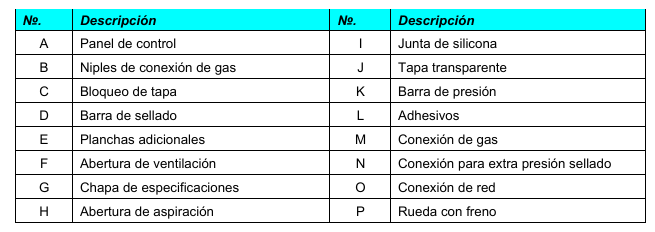 №. Descripción №. Descripción
A Panel de control I Junta de silicona
B Niples de conexión de gas J Tapa transparente
C Bloqueo de tapa K Barra de presión
D Barra de sellado L Adhesivos
E Planchas adicionales M Conexión de gas
F Abertura de ventilación N Conexión para extra presión sellado
G Chapa de especificaciones O Conexión de red
H Abertura de aspiración P Rueda con freno